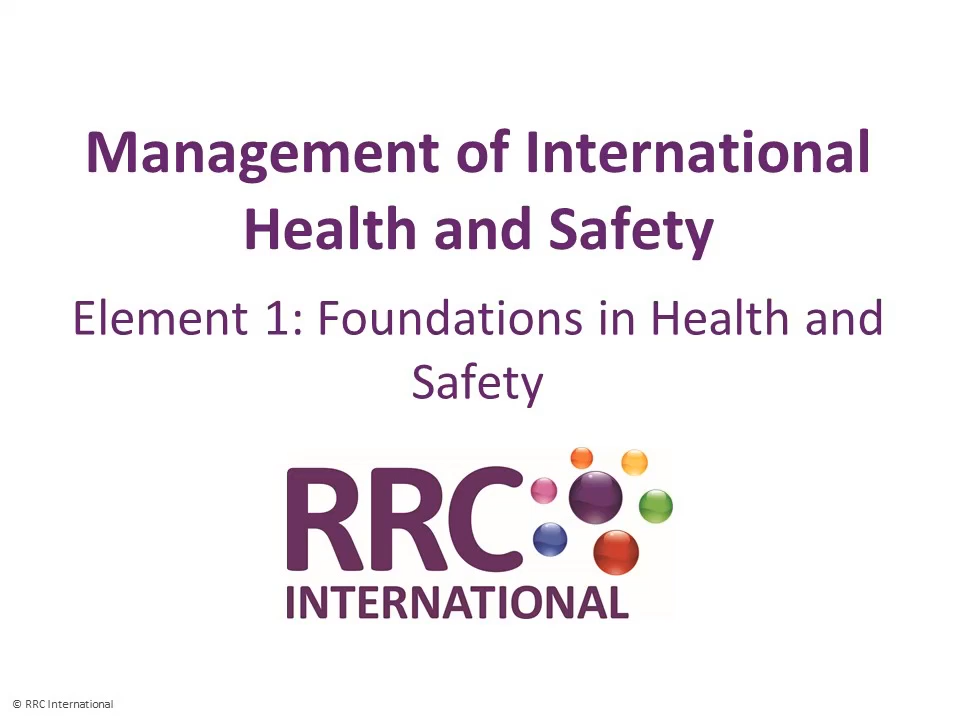 Management of International
Health and Safety
Element 1: Foundations in Health and
Safety
RRC
INTERNATIONAL
© RRC International